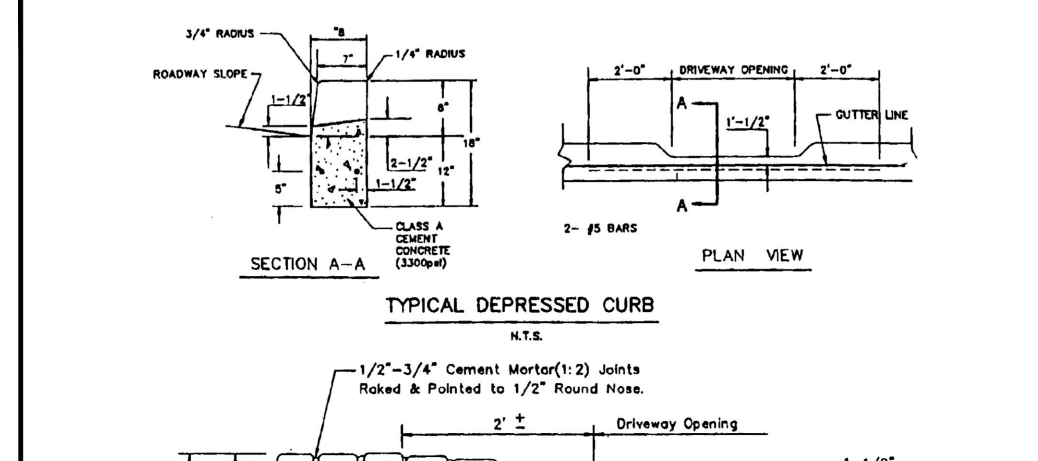 3/4" RADIUS
"8
7"
1/4" RADIUS
ROADWAY SLOPE
1-1/2"
6"
18"
2-1/2"
12"
5"
1-1/2"
CLASS A
CEMENT
CONCRETE
(3300psi)
SECTION A-A
2'-0"
DRIVEWAY OPENING
2'-0"
A
1'-1/2"
GUTTER LINE
A
2- #5 BARS
PLAN VIEW
TYPICAL DEPRESSED CURB
N.T.S.
1/2"-3/4" Cement Mortar(1:2) Joints
Raked & Pointed to 1/2" Round Nose.
2' ±
Driveway Opening